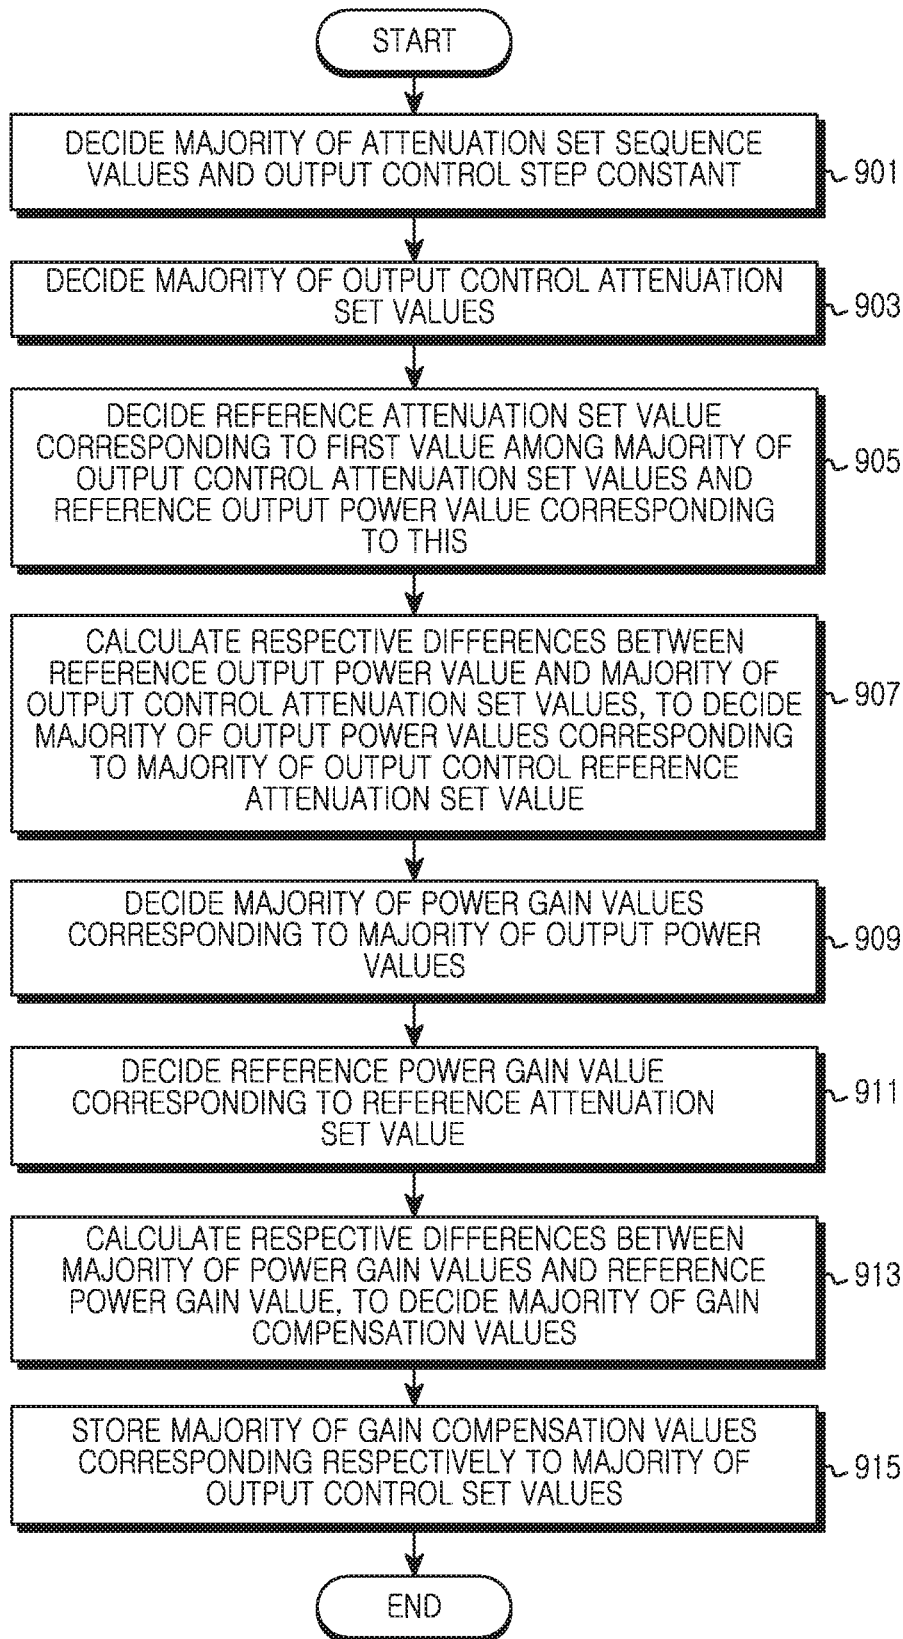 START
DECIDE MAJORITY OF ATTENUATION SET SEQUENCE
VALUES AND OUTPUT CONTROL STEP CONSTANT
901
DECIDE MAJORITY OF OUTPUT CONTROL ATTENUATION
SET VALUES
903
DECIDE REFERENCE ATTENUATION SET VALUE
CORRESPONDING TO FIRST VALUE AMONG MAJORITY OF
OUTPUT CONTROL ATTENUATION SET VALUES AND
REFERENCE OUTPUT POWER VALUE CORRESPONDING
TO THIS
905
CALCULATE RESPECTIVE DIFFERENCES BETWEEN
REFERENCE OUTPUT POWER VALUE AND MAJORITY OF
OUTPUT CONTROL ATTENUATION SET VALUES, TO DECIDE
MAJORITY OF OUTPUT POWER VALUES CORRESPONDING
TO MAJORITY OF OUTPUT CONTROL REFERENCE
ATTENUATION SET VALUE
907
DECIDE MAJORITY OF POWER GAIN VALUES
CORRESPONDING TO MAJORITY OF OUTPUT POWER
VALUES
909
DECIDE REFERENCE POWER GAIN VALUE
CORRESPONDING TO REFERENCE ATTENUATION
SET VALUE
911
CALCULATE RESPECTIVE DIFFERENCES BETWEEN
MAJORITY OF POWER GAIN VALUES AND REFERENCE
POWER GAIN VALUE, TO DECIDE MAJORITY OF GAIN
COMPENSATION VALUES
913
STORE MAJORITY OF GAIN COMPENSATION VALUES
CORRESPONDING RESPECTIVELY TO MAJORITY OF
OUTPUT CONTROL SET VALUES
915
END